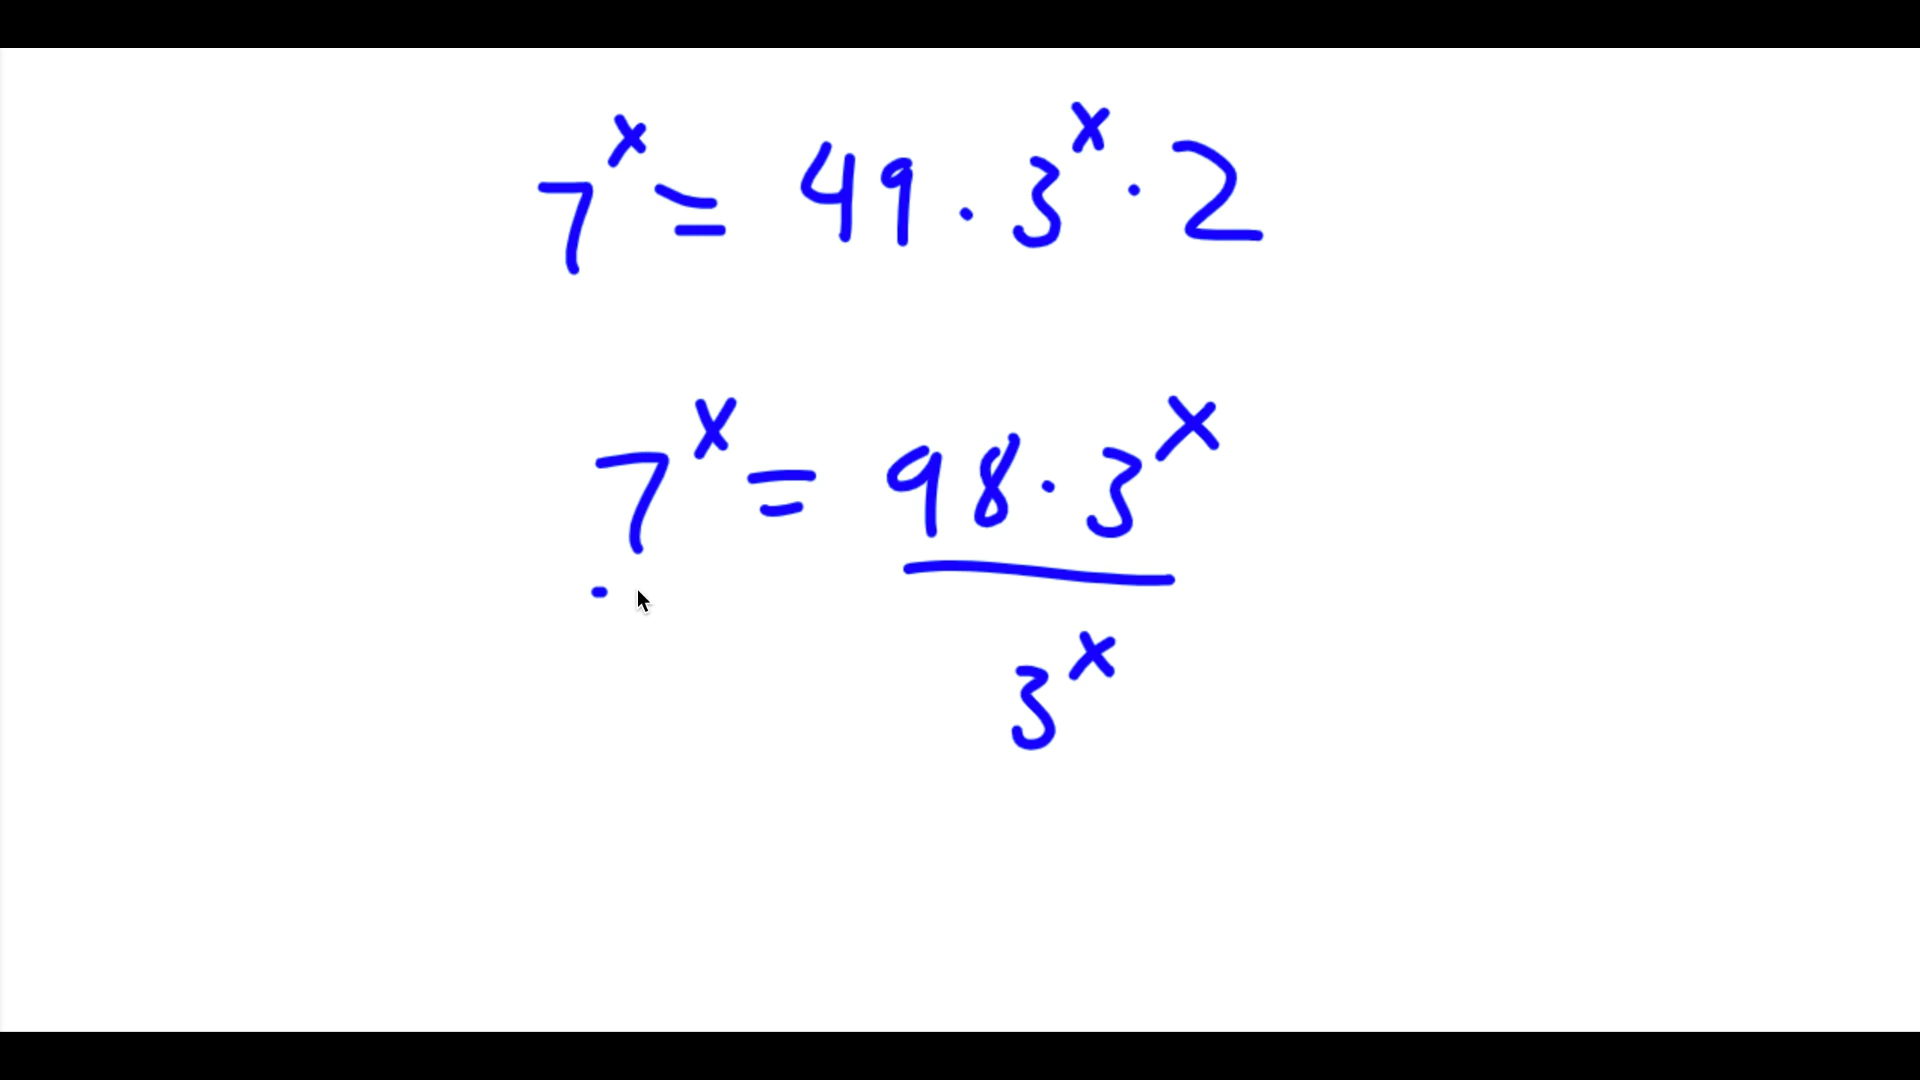 7^x = 49 · 3^x · 2
7^x = 98 · 3^x
3^x